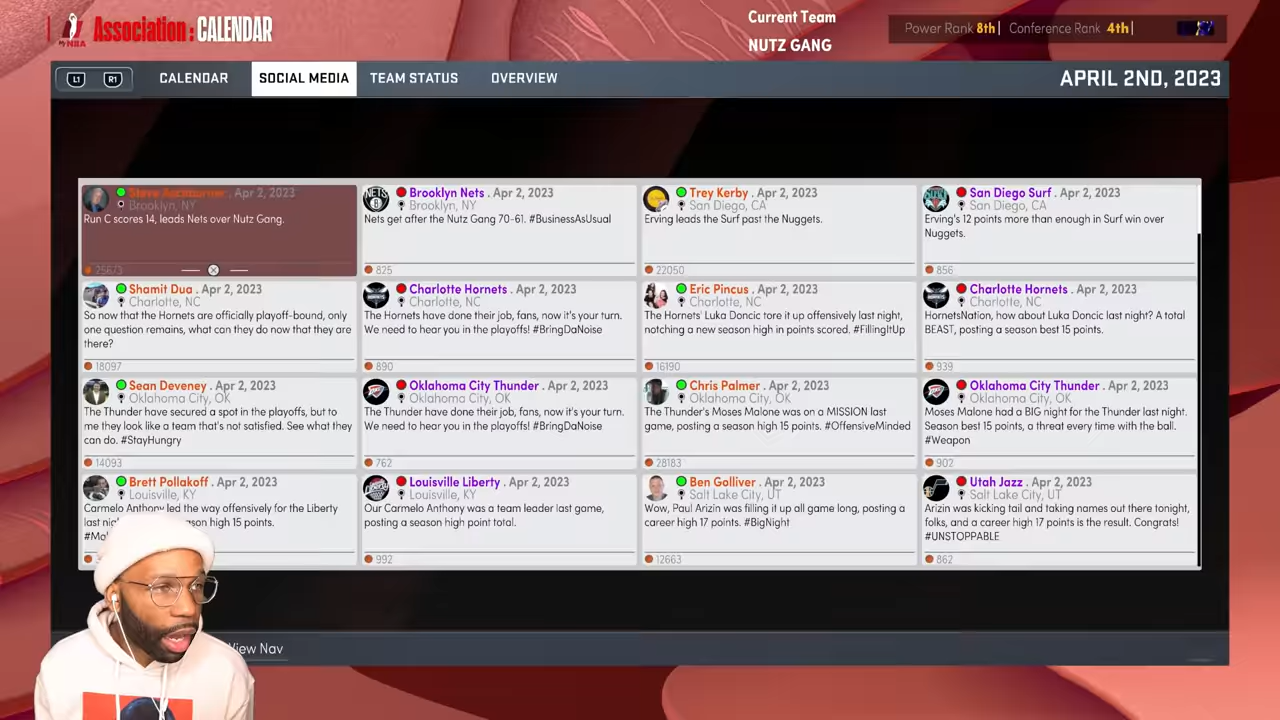 MyNBA
Association : CALENDAR
Current Team
NUTZ GANG
Power Rank 8th| Conference Rank 4th|
L1 R1 CALENDAR SOCIAL MEDIA TEAM STATUS OVERVIEW
APRIL 2ND, 2023
Steve Aschburner . Apr 2, 2023
Brooklyn, NY
Run C scores 14, leads Nets over Nutz Gang.
25673
Brooklyn Nets . Apr 2, 2023
Brooklyn, NY
Nets get after the Nutz Gang 70-61. #BusinessAsUsual
825
Trey Kerby . Apr 2, 2023
San Diego, CA
Erving leads the Surf past the Nuggets.
22050
San Diego Surf . Apr 2, 2023
San Diego, CA
Erving's 12 points more than enough in Surf win over
Nuggets.
856
Shamit Dua . Apr 2, 2023
Charlotte, NC
So now that the Hornets are officially playoff-bound, only
one question remains, what can they do now that they are
there?
18097
Charlotte Hornets . Apr 2, 2023
Charlotte, NC
The Hornets have done their job, fans, now it's your turn.
We need to hear you in the playoffs! #BringDaNoise
890
Eric Pincus . Apr 2, 2023
Charlotte, NC
The Hornets' Luka Doncic tore it up offensively last night,
notching a new season high in points scored. #FillingItUp
16190
Charlotte Hornets . Apr 2, 2023
Charlotte, NC
HornetsNation, how about Luka Doncic last night? A total
BEAST, posting a season best 15 points.
939
Sean Deveney . Apr 2, 2023
Oklahoma City, OK
The Thunder have secured a spot in the playoffs, but to
me they look like a team that's not satisfied. See what they
can do. #StayHungry
14093
Oklahoma City Thunder . Apr 2, 2023
Oklahoma City, OK
The Thunder have done their job, fans, now it's your turn.
We need to hear you in the playoffs! #BringDaNoise
762
Chris Palmer . Apr 2, 2023
Oklahoma City, OK
The Thunder's Moses Malone was on a MISSION last
game, posting a season high 15 points. #OffensiveMinded
28183
Oklahoma City Thunder . Apr 2, 2023
Oklahoma City, OK
Moses Malone had a BIG night for the Thunder last night.
Season best 15 points, a threat every time with the ball.
#Weapon
902
Brett Pollakoff . Apr 2, 2023
Louisville, KY
Carmelo Anthony led the way offensively for the Liberty
last season high 15 points.
Louisville Liberty . Apr 2, 2023
Louisville, KY
Our Carmelo Anthony was a team leader last game,
posting a season high point total.
992
Ben Golliver . Apr 2, 2023
Salt Lake City, UT
Wow, Paul Arizin was filling it up all game long, posting a
career high 17 points. #BigNight
12663
Utah Jazz . Apr 2, 2023
Salt Lake City, UT
Arizin was kicking tail and taking names out there tonight,
folks, and a career high 17 points is the result. Congrats!
#UNSTOPPABLE
862
View Nav